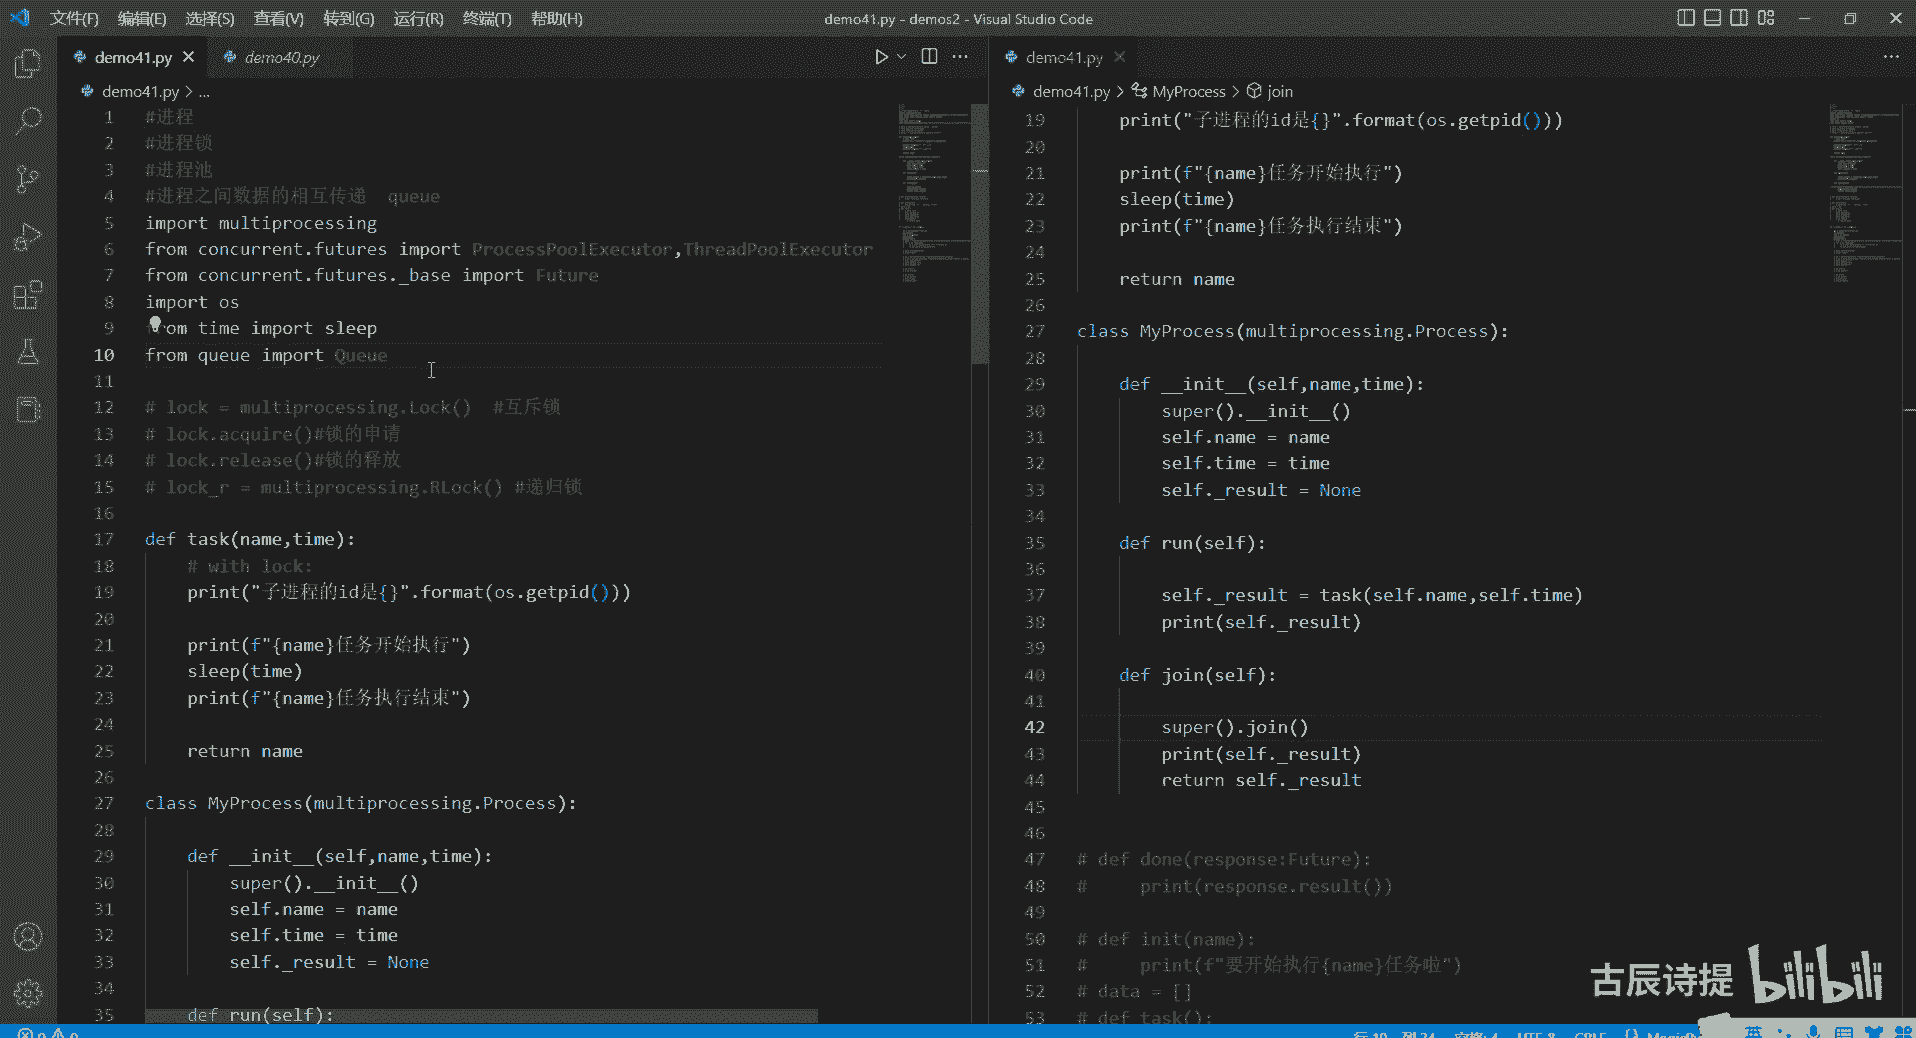 文件(F) 编辑(E) 选择(S) 查看(V) 转到(G) 运行(R) 终端(T) 帮助(H)
demo41.py - demos2 - Visual Studio Code
demo41.py
demo40.py
demo41.py > ...
1 #进程
2 #进程锁
3 #进程池
4 #进程之间数据的相互传递 queue
5 import multiprocessing
6 from concurrent.futures import ProcessPoolExecutor,ThreadPoolExecutor
7 from concurrent.futures._base import Future
8 import os
9 from time import sleep
10 from queue import Queue
11
12 # lock = multiprocessing.Lock() #互斥锁
13 # lock.acquire()#锁的申请
14 # lock.release()#锁的释放
15 # lock_r = multiprocessing.RLock() #递归锁
16
17 def task(name,time):
18 # with lock:
19 print("子进程的id是{}".format(os.getpid()))
20
21 print(f"{name}任务开始执行")
22 sleep(time)
23 print(f"{name}任务执行结束")
24
25 return name
26
27 class MyProcess(multiprocessing.Process):
28
29 def __init__(self,name,time):
30 super().__init__()
31 self.name = name
32 self.time = time
33 self._result = None
34
35 def run(self):
demo41.py
demo41.py > MyProcess > join
19 print("子进程的id是{}".format(os.getpid()))
20
21 print(f"{name}任务开始执行")
22 sleep(time)
23 print(f"{name}任务执行结束")
24
25 return name
26
27 class MyProcess(multiprocessing.Process):
28
29 def __init__(self,name,time):
30 super().__init__()
31 self.name = name
32 self.time = time
33 self._result = None
34
35 def run(self):
36
37 self._result = task(self.name,self.time)
38 print(self._result)
39
40 def join(self):
41
42 super().join()
43 print(self._result)
44 return self._result
45
46
47 # def done(response:Future):
48 # print(response.result())
49
50 # def init(name):
51 # print(f"要开始执行{name}任务啦")
52 # data = []
53 # def task():
古辰诗提 bilibili
英